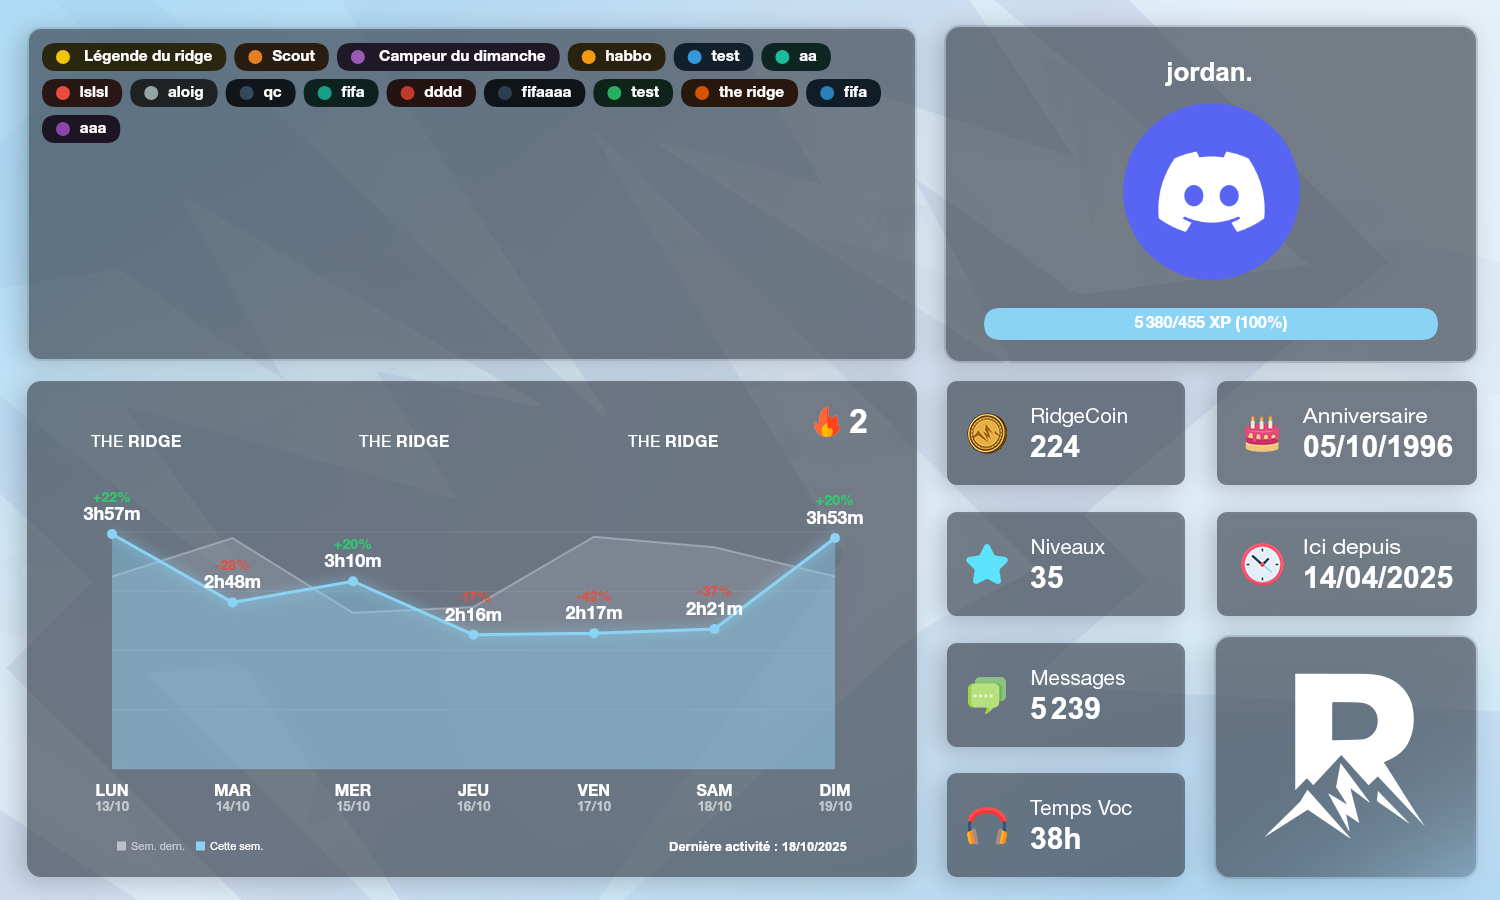 Légende du ridge Scout Campeur du dimanche habbo test aa
lslsl aloig qc fifa dddd fifaaaa test the ridge fifa
aaa
jordan.
5 380/455 XP (100%)
THE RIDGE THE RIDGE THE RIDGE 2
+22%
3h57m
-28%
2h48m
+20%
3h10m
-17%
2h16m
-42%
2h17m
-37%
2h21m
+20%
3h53m
LUN MAR MER JEU VEN SAM DIM
13/10 14/10 15/10 16/10 17/10 18/10 19/10
Sem. dern. Cette sem. Dernière activité : 18/10/2025
RidgeCoin
224
Anniversaire
05/10/1996
Niveaux
35
Ici depuis
14/04/2025
Messages
5 239
Temps Voc
38h
R